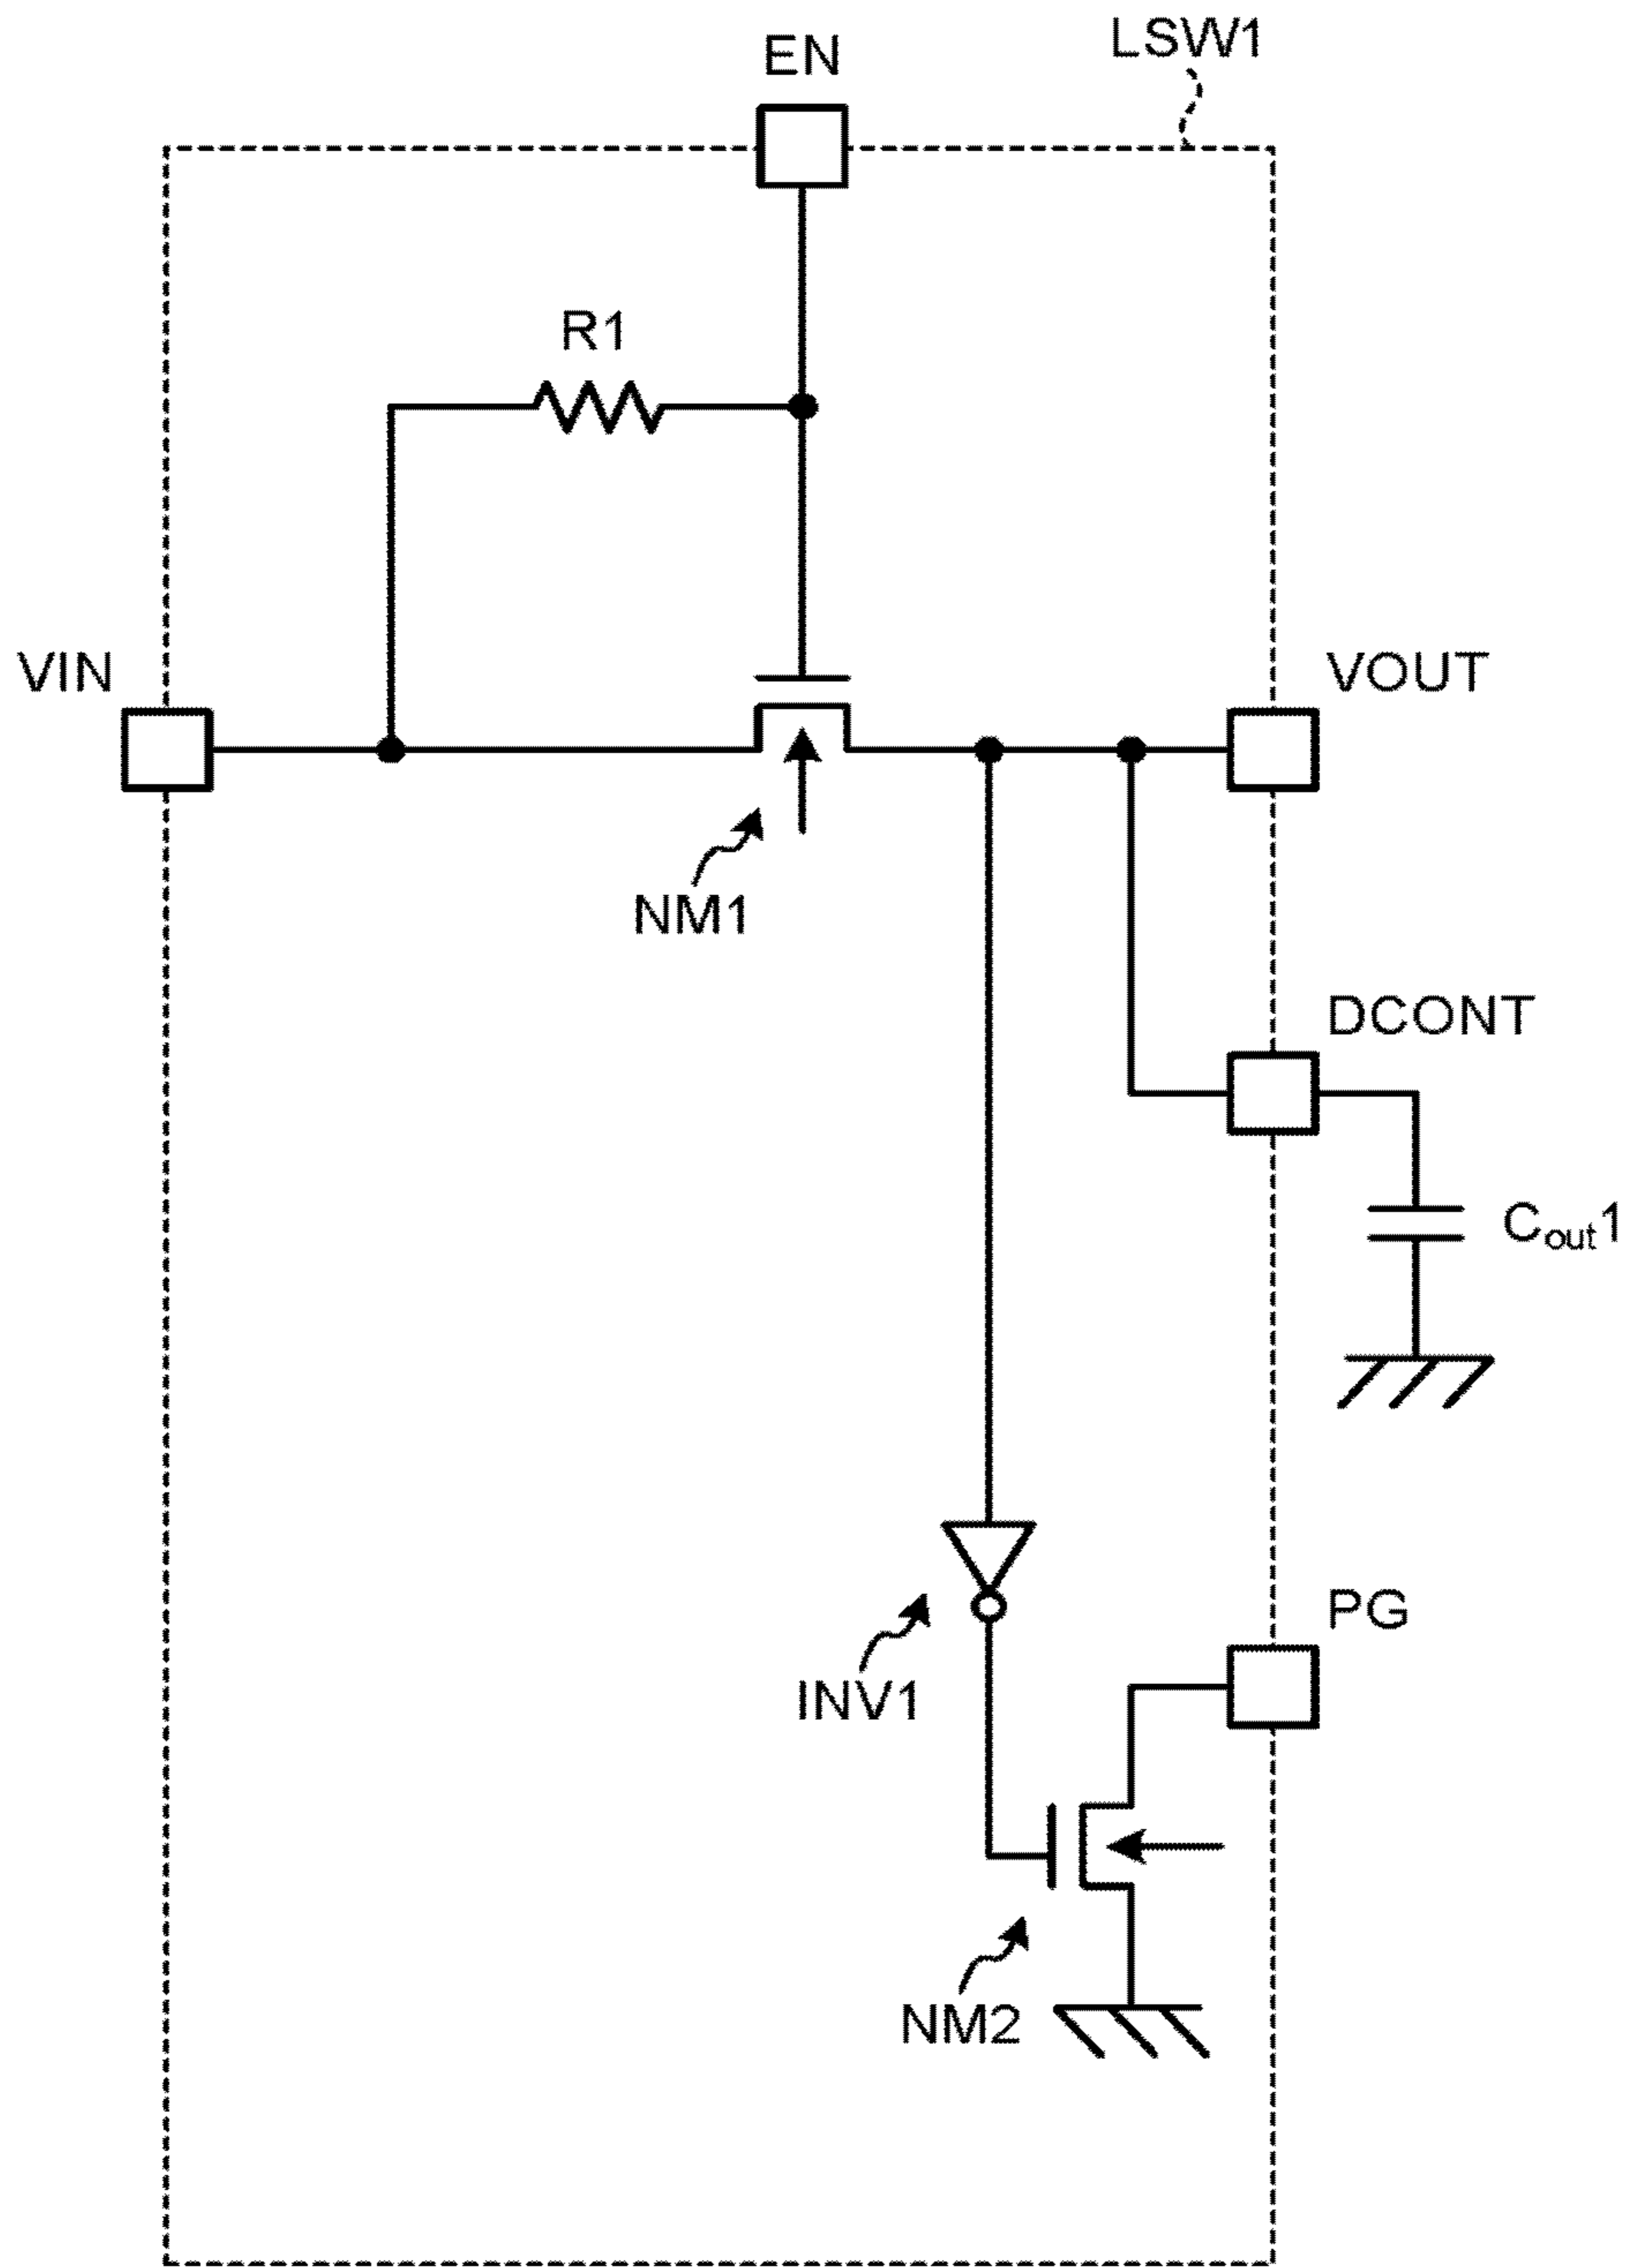 LSW1
EN
R1
VIN
VOUT
NM1
DCONT
Cout1
PG
INV1
NM2